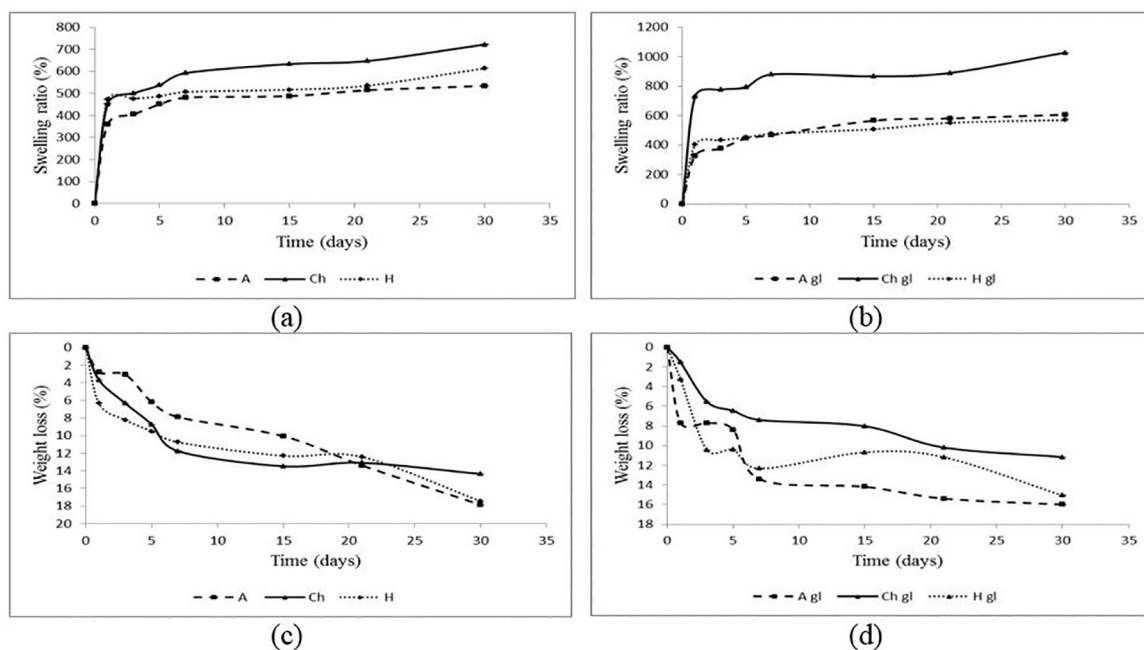 800
700
600
500
400
300
200
100
0
Swelling ratio (%)
0 5 10 15 20 25 30 35
Time (days)
A Ch H
(a)
1200
1000
800
600
400
200
0
Swelling ratio (%)
0 5 10 15 20 25 30 35
Time (days)
A gl Ch gl H gl
(b)
0
2
4
6
8
10
12
14
16
18
20
Weight loss (%)
0 5 10 15 20 25 30 35
Time (days)
A Ch H
(c)
0
2
4
6
8
10
12
14
16
18
Weight loss (%)
0 5 10 15 20 25 30 35
Time (days)
A gl Ch gl H gl
(d)